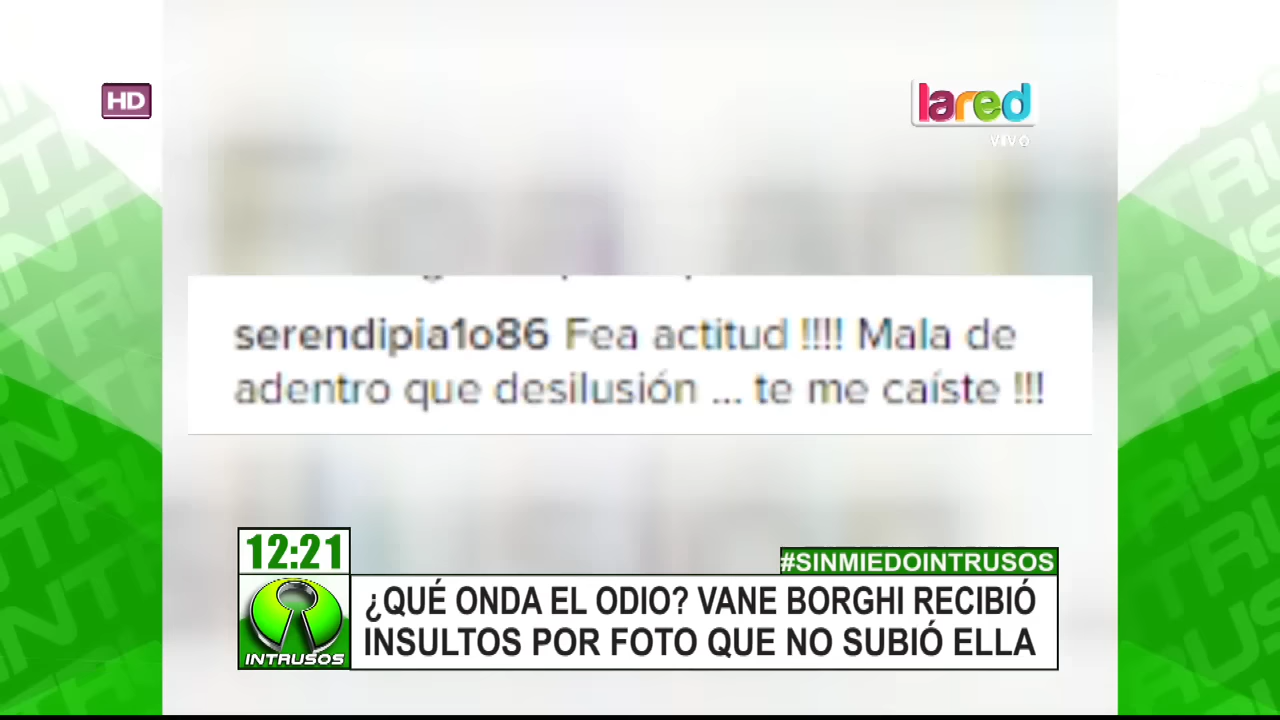 HD
lared
VIVO
serendipia1o86 Fea actitud !!!! Mala de
adentro que desilusión ... te me caíste !!!
12:21
#SINMIEDOINTRUSOS
¿QUÉ ONDA EL ODIO? VANE BORGHI RECIBIÓ
INSULTOS POR FOTO QUE NO SUBIÓ ELLA
INTRUSOS